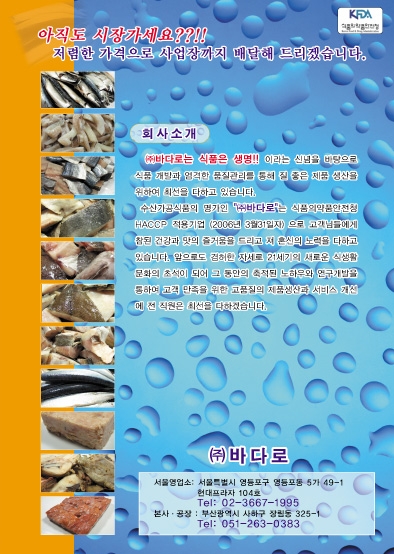 아직도 시장가세요??!!
저렴한 가격으로 사업장까지 배달해 드리겠습니다.
KFDA
식품의약품안전청
회사소개
㈜바다로는 식품은 생명!! 이라는 신념을 바탕으로
식품 개발과 엄격한 품질관리를 통해 질 좋은 제품 생산을
위하여 최선을 다하고 있습니다.
수산가공식품의 명가인 "㈜바다로"는 식품의약품안전청
HACCP 적용기업 (2006년 3월31일자) 으로 고객님들에게
참된 건강과 맛의 즐거움을 드리고 져 혼신의 노력을 다하고
있습니다. 앞으로도 겸허한 자세로 21세기의 새로운 식생활
문화의 초석이 되어 그 동안의 축적된 노하우와 연구개발을
통하여 고객 만족을 위한 고품질의 제품생산과 서비스 개선
에 전 직원은 최선을 다하겠습니다.
㈜바다로
서울영업소: 서울특별시 영등포구 영등포동 5가 49-1
현대프라자 104호
Tel: 02-3667-1995
본사·공장 : 부산광역시 사하구 장림동 325-1
Tel: 051-263-0383